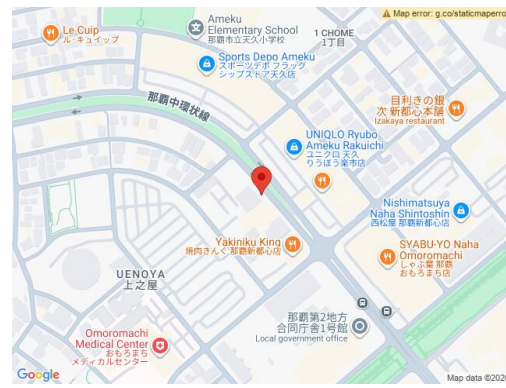 Map error: g.co/staticmaperro
Le Cuip
ル・キュイップ
Ameku
Elementary School
那覇市立天久小学校
1 CHOME
1丁目
Sports Depo Ameku
スポーツデポ フラッグ
シップストア天久店
那覇中環状線
目利きの銀
次 新都心本舗
Izakaya restaurant
UNIQLO Ryubo
Ameku Rakuichi
ユニクロ 天久
りうぼう楽市店
Nishimatsuya
Naha Shintoshin
西松屋 那覇新都心店
Yakiniku King
焼肉きんぐ 那覇新都心店
SYABU-YO Naha
Omoromachi
しゃぶ葉 那覇
おもろまち店
UENOYA
上之屋
那覇第2地方
合同庁舎1号館
Local government office
Omoromachi
Medical Center
おもろまち
メディカルセンター
Google
Map data ©2026